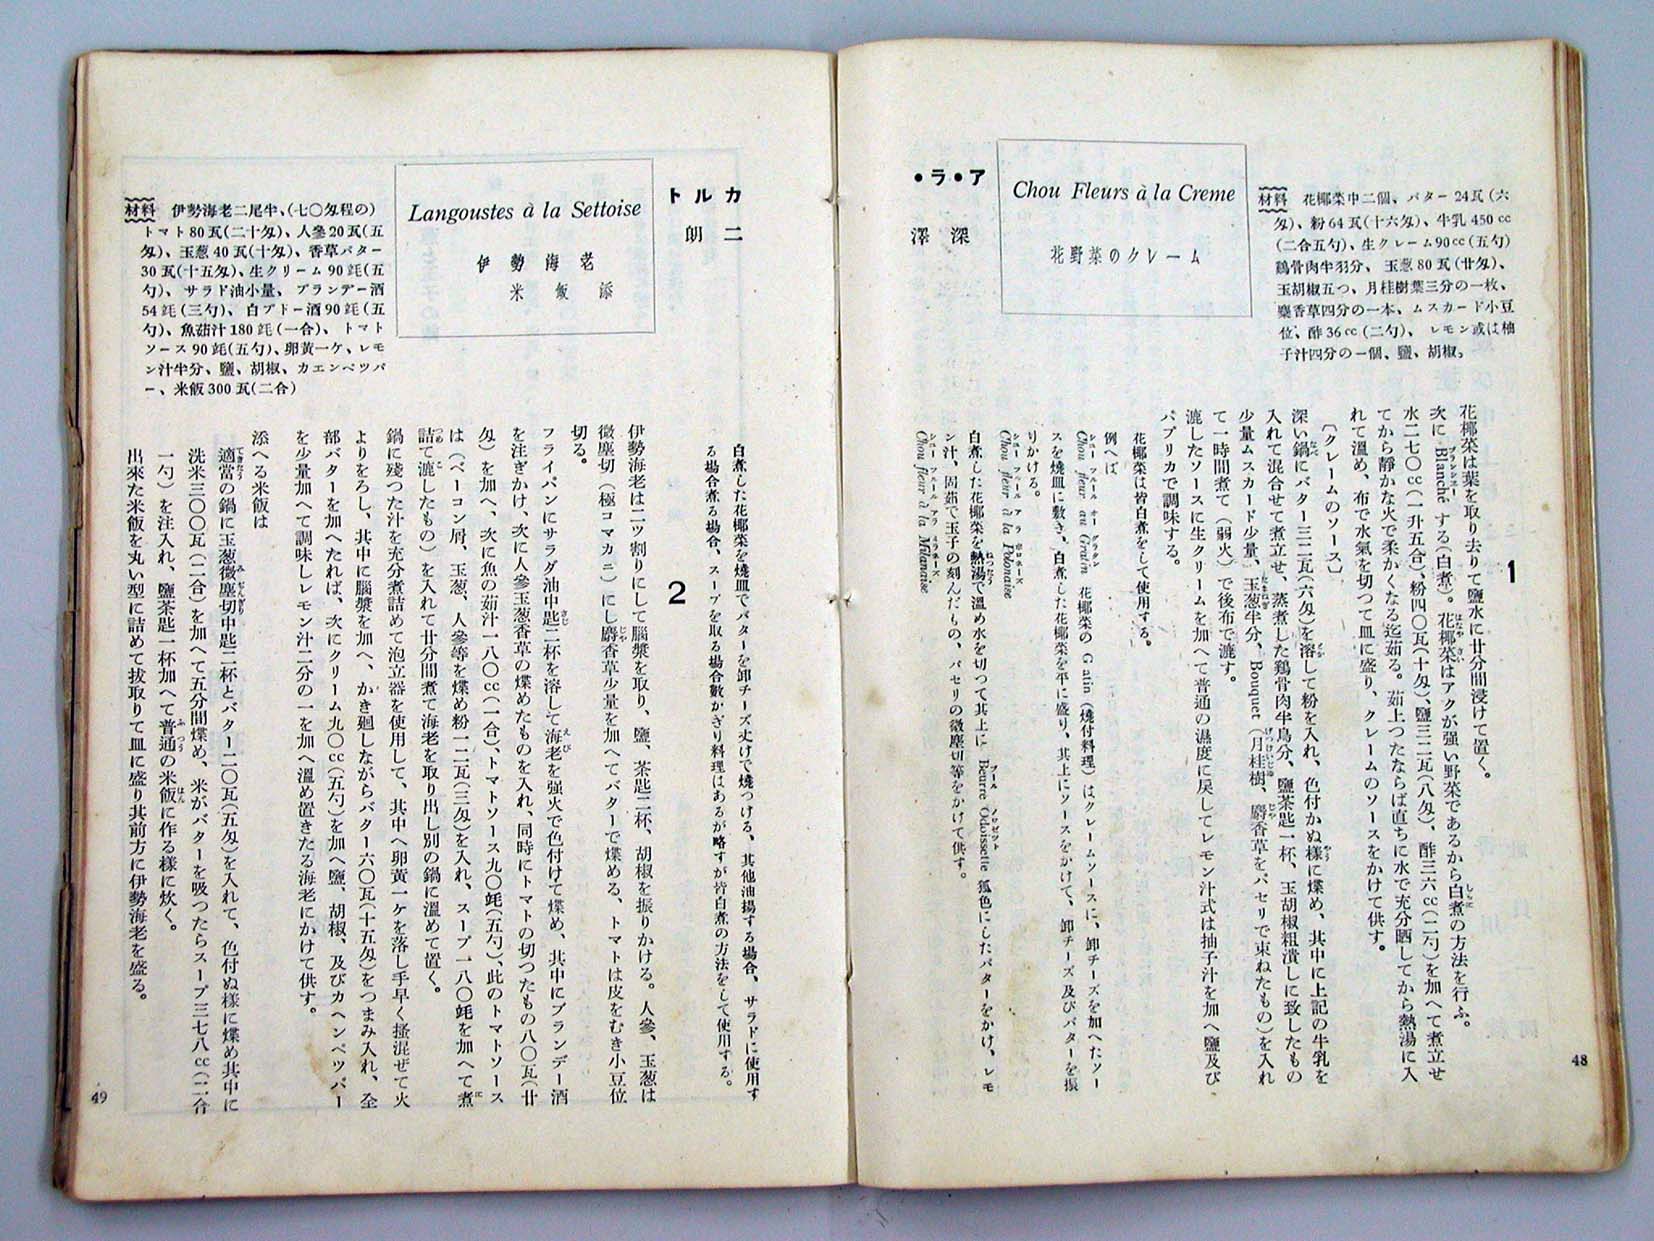 ア・ラ・カルト
深澤二朗
1
Chou Fleurs à la Creme
花野菜のクレーム
材料 花椰菜中二個、バター24瓦(六
匁)、粉64瓦(十六匁)、牛乳450cc
(二合五勺)、生クレーム90cc(五勺)
鶏骨肉半羽分、玉葱80瓦(廿匁)、
玉胡椒五つ、月桂樹葉三分の一枚、
麝香草四分の一本、ムスカード小豆
位、酢36cc(二勺)、レモン或は柚
子汁四分の一個、鹽、胡椒。
花椰菜は葉を取り去りて鹽水に廿分間浸けて置く。
次に Blanché する(白煮)。花椰菜はアクが強い野菜であるから白煮の方法を行ふ。
水二七〇cc(一升五合)、粉四〇瓦(十匁)、鹽三二瓦(八匁)、酢三六cc(二勺)を加へて煮立せ
てから靜かな火で柔かくなる迄茹る。茹上つたならば直ちに水で充分晒してから熱湯に入
れて溫め、布で水氣を切つて皿に盛り、クレームのソースをかけて供す。
〔クレームのソース〕
深い鍋にバター三二瓦(六匁)を溶して粉を入れ、色付かぬ樣に煠め、其中に上記の牛乳を
入れて混合せて煮立せ、蒸煮した鶏骨肉半鳥分、鹽茶匙一杯、玉胡椒粗潰しに致したもの
少量ムスカード少量、玉葱半分、Bouquet(月桂樹、麝香草をパセリで束ねたもの)を入れ
て一時間煮て(弱火)で後布で漉す。
漉したソースに生クリームを加へて普通の濕度に戻してレモン汁式は抽子汁を加へ鹽及び
パプリカで調味する。
花椰菜は皆白煮をして使用する。
例へば
Chou fleur au Gratin 花椰菜の Gatin(燒付料理)はクレームソースに、卸チーズを加へたソー
スを燒皿に敷き、白煮した花椰菜を平に盛り、其上にソースをかけて、卸チーズ及びバターを振
りかける。
Chou fleur à la Polonaise
白煮した花椰菜を熱湯で溫め水を切つて其上に Beurre Odoissette 狐色にしたバターをかけ、レモ
ン汁、固茹で玉子の刻んだもの、パセリの微塵切等をかけて供す。
Chou fleur à la Milanaise
48
白煮した花椰菜を燒皿でバターを卸チーズ丈けで燒つける、其他油揚する場合、サラドに使用す
る場合煮る場合、スープを取る場合數かぎり料理はあるが略すが皆白煮の方法をして使用する。
2
Langoustes à la Settoise
伊勢海老
米飯添
材料 伊勢海老二尾半、(七〇匁程の)
トマト80瓦(二十匁)、人參20瓦(五
匁)、玉葱40瓦(十匁)、香草バター
30瓦(十五匁)、生クリーム90竓(五
勺)、サラド油小量、ブランデー酒
54竓(三勺)、白ブドー酒90竓(五
勺)、魚茹汁180竓(一合)、トマト
ソース90竓(五勺)、卵黄一ケ、レモ
ン汁半分、鹽、胡椒、カエンペツパ
ー、米飯300瓦(二合)
伊勢海老は二ツ割りにして腦漿を取り、鹽、茶匙二杯、胡椒を振りかける。人參、玉葱は
微塵切(極コマカニ)にし麝香草少量を加へてバターで煠める、トマトは皮をむき小豆位
切る。
フライパンにサラダ油中匙二杯を溶して海老を强火で色付けて煠め、其中にブランデー酒
を注ぎかけ、次に人參玉葱香草の煠めたものを入れ、同時にトマトの切つたもの八〇瓦(廿
匁)を加へ、次に魚の茹汁一八〇cc(一合)、トマトソース九〇竓(五勺)、此のトマトソース
は(ベーコン屑、玉葱、人參等を煠め粉一二瓦(三匁)を入れ、スープ一八〇竓を加へて煮
詰て漉したもの)を入れて廿分間煮て海老を取り出し別の鍋に溫めて置く。
鍋に殘つた汁を充分煮詰めて泡立器を使用して、其中へ卵黄一ケを落し手早く搔混ぜて火
よりをろし、其中に腦漿を加へ、かき廻しながらバター六〇瓦(十五匁)をつまみ入れ、全
部バターを加へたれば、次にクリーム九〇cc(五勺)を加へ鹽、胡椒、及びカヘンペツパー
を少量加へて調味しレモン汁二分の一を加へ溫め置きたる海老にかけて供す。
添へる米飯は
適當の鍋に玉葱微塵切中匙二杯とバター二〇瓦(五匁)を入れて、色付ぬ樣に煠め其中に
洗米三〇〇瓦(二合)を加へて五分間煠め、米がバターを吸つたらスープ三七八cc(二合
一勺)を注入れ、鹽茶匙一杯加へて普通の米飯に作る樣に炊く。
出來た米飯を丸い型に詰めて拔取りて皿に盛り其前方に伊勢海老を盛る。
49